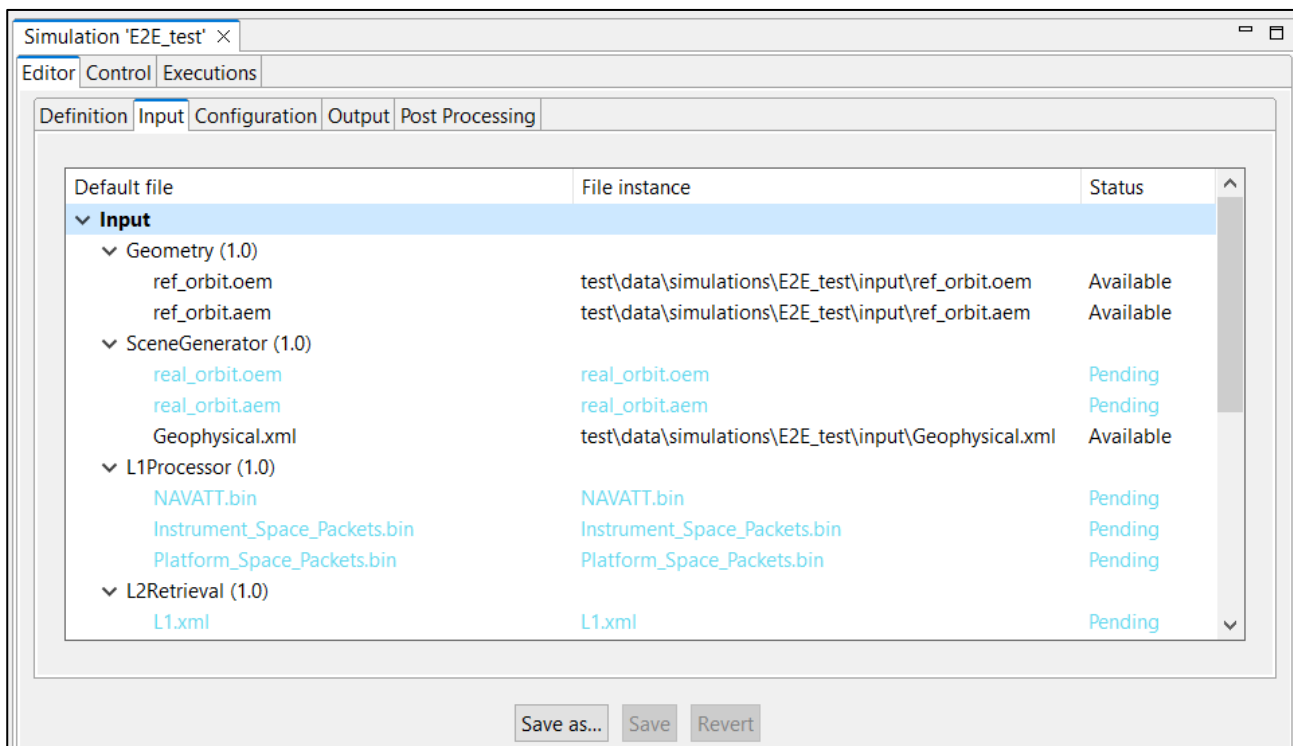 Simulation 'E2E_test'
Editor Control Executions
Definition Input Configuration Output Post Processing
Default file File instance Status
Input
Geometry (1.0)
ref_orbit.oem test\data\simulations\E2E_test\input\ref_orbit.oem Available
ref_orbit.aem test\data\simulations\E2E_test\input\ref_orbit.aem Available
SceneGenerator (1.0)
real_orbit.oem real_orbit.oem Pending
real_orbit.aem real_orbit.aem Pending
Geophysical.xml test\data\simulations\E2E_test\input\Geophysical.xml Available
L1Processor (1.0)
NAVATT.bin NAVATT.bin Pending
Instrument_Space_Packets.bin Instrument_Space_Packets.bin Pending
Platform_Space_Packets.bin Platform_Space_Packets.bin Pending
L2Retrieval (1.0)
L1.xml L1.xml Pending
Save as... Save Revert